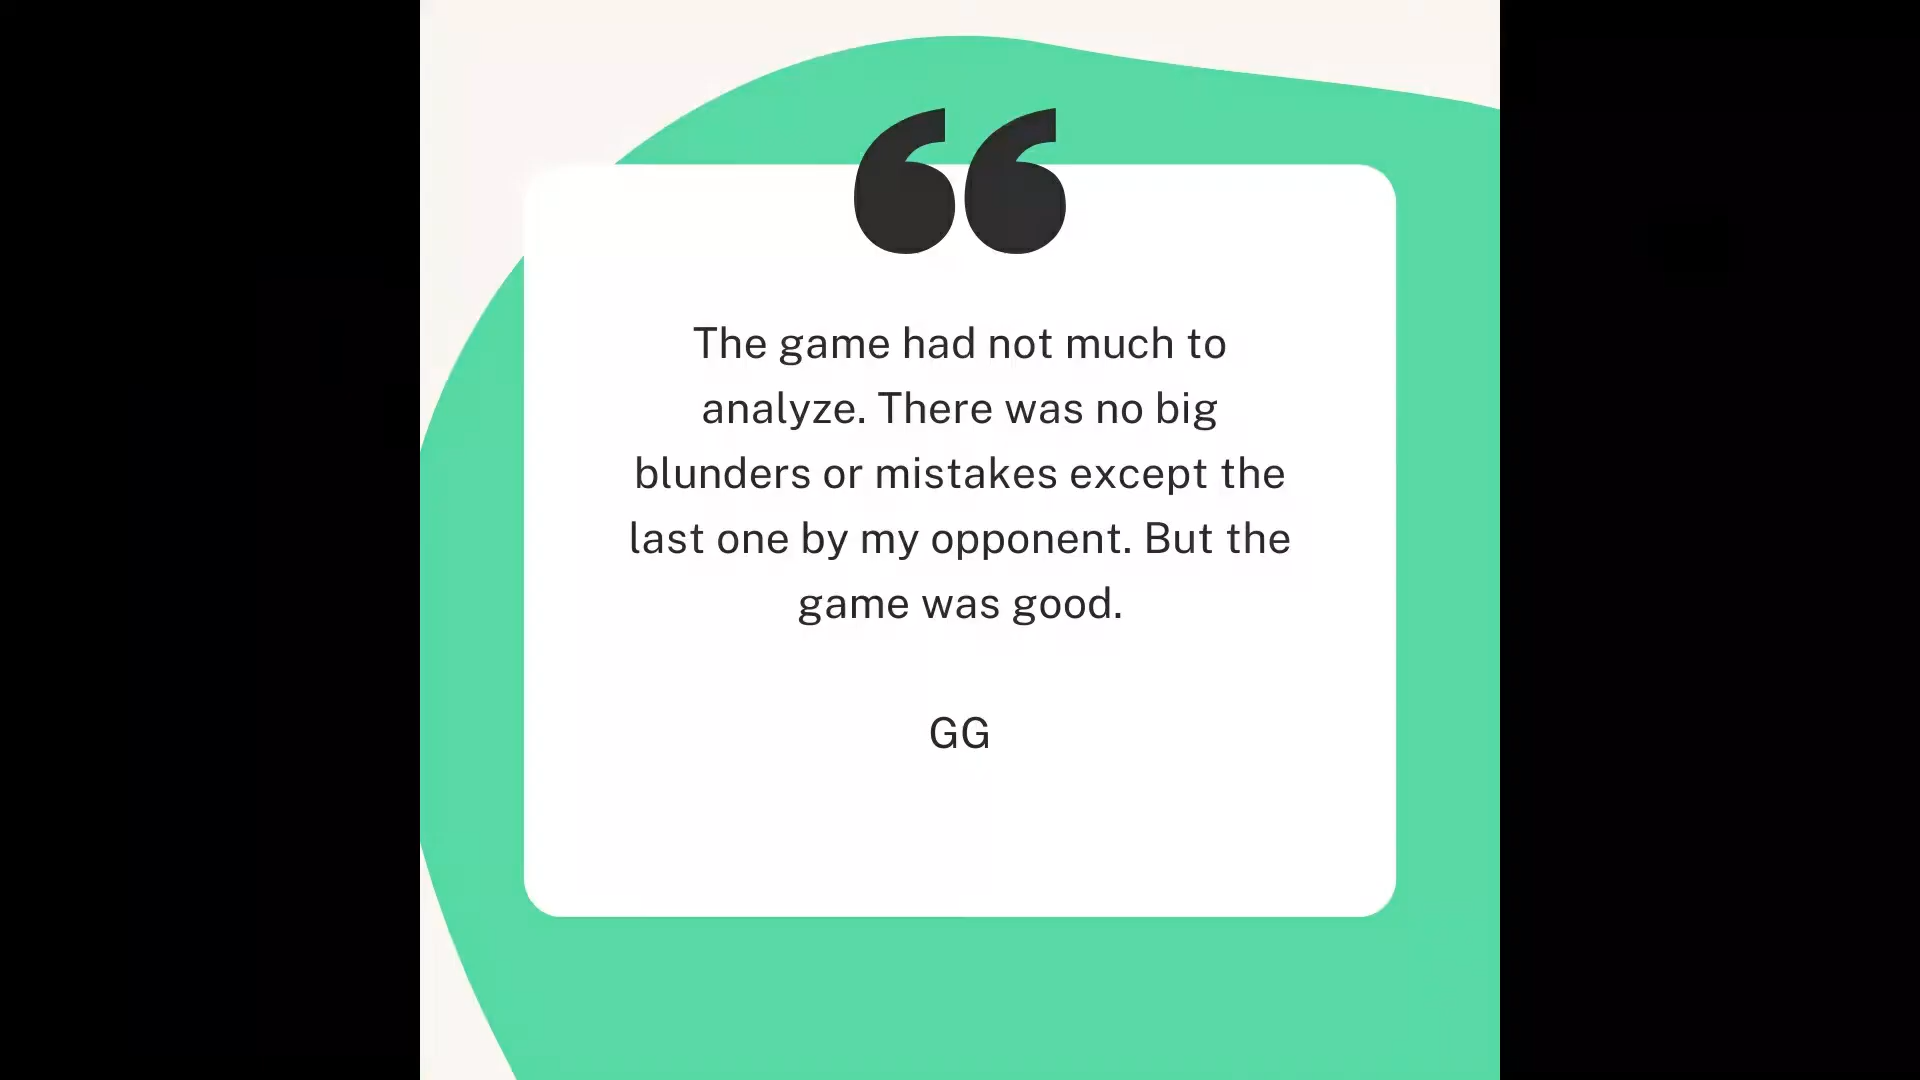 The game had not much to
analyze. There was no big
blunders or mistakes except the
last one by my opponent. But the
game was good.
GG